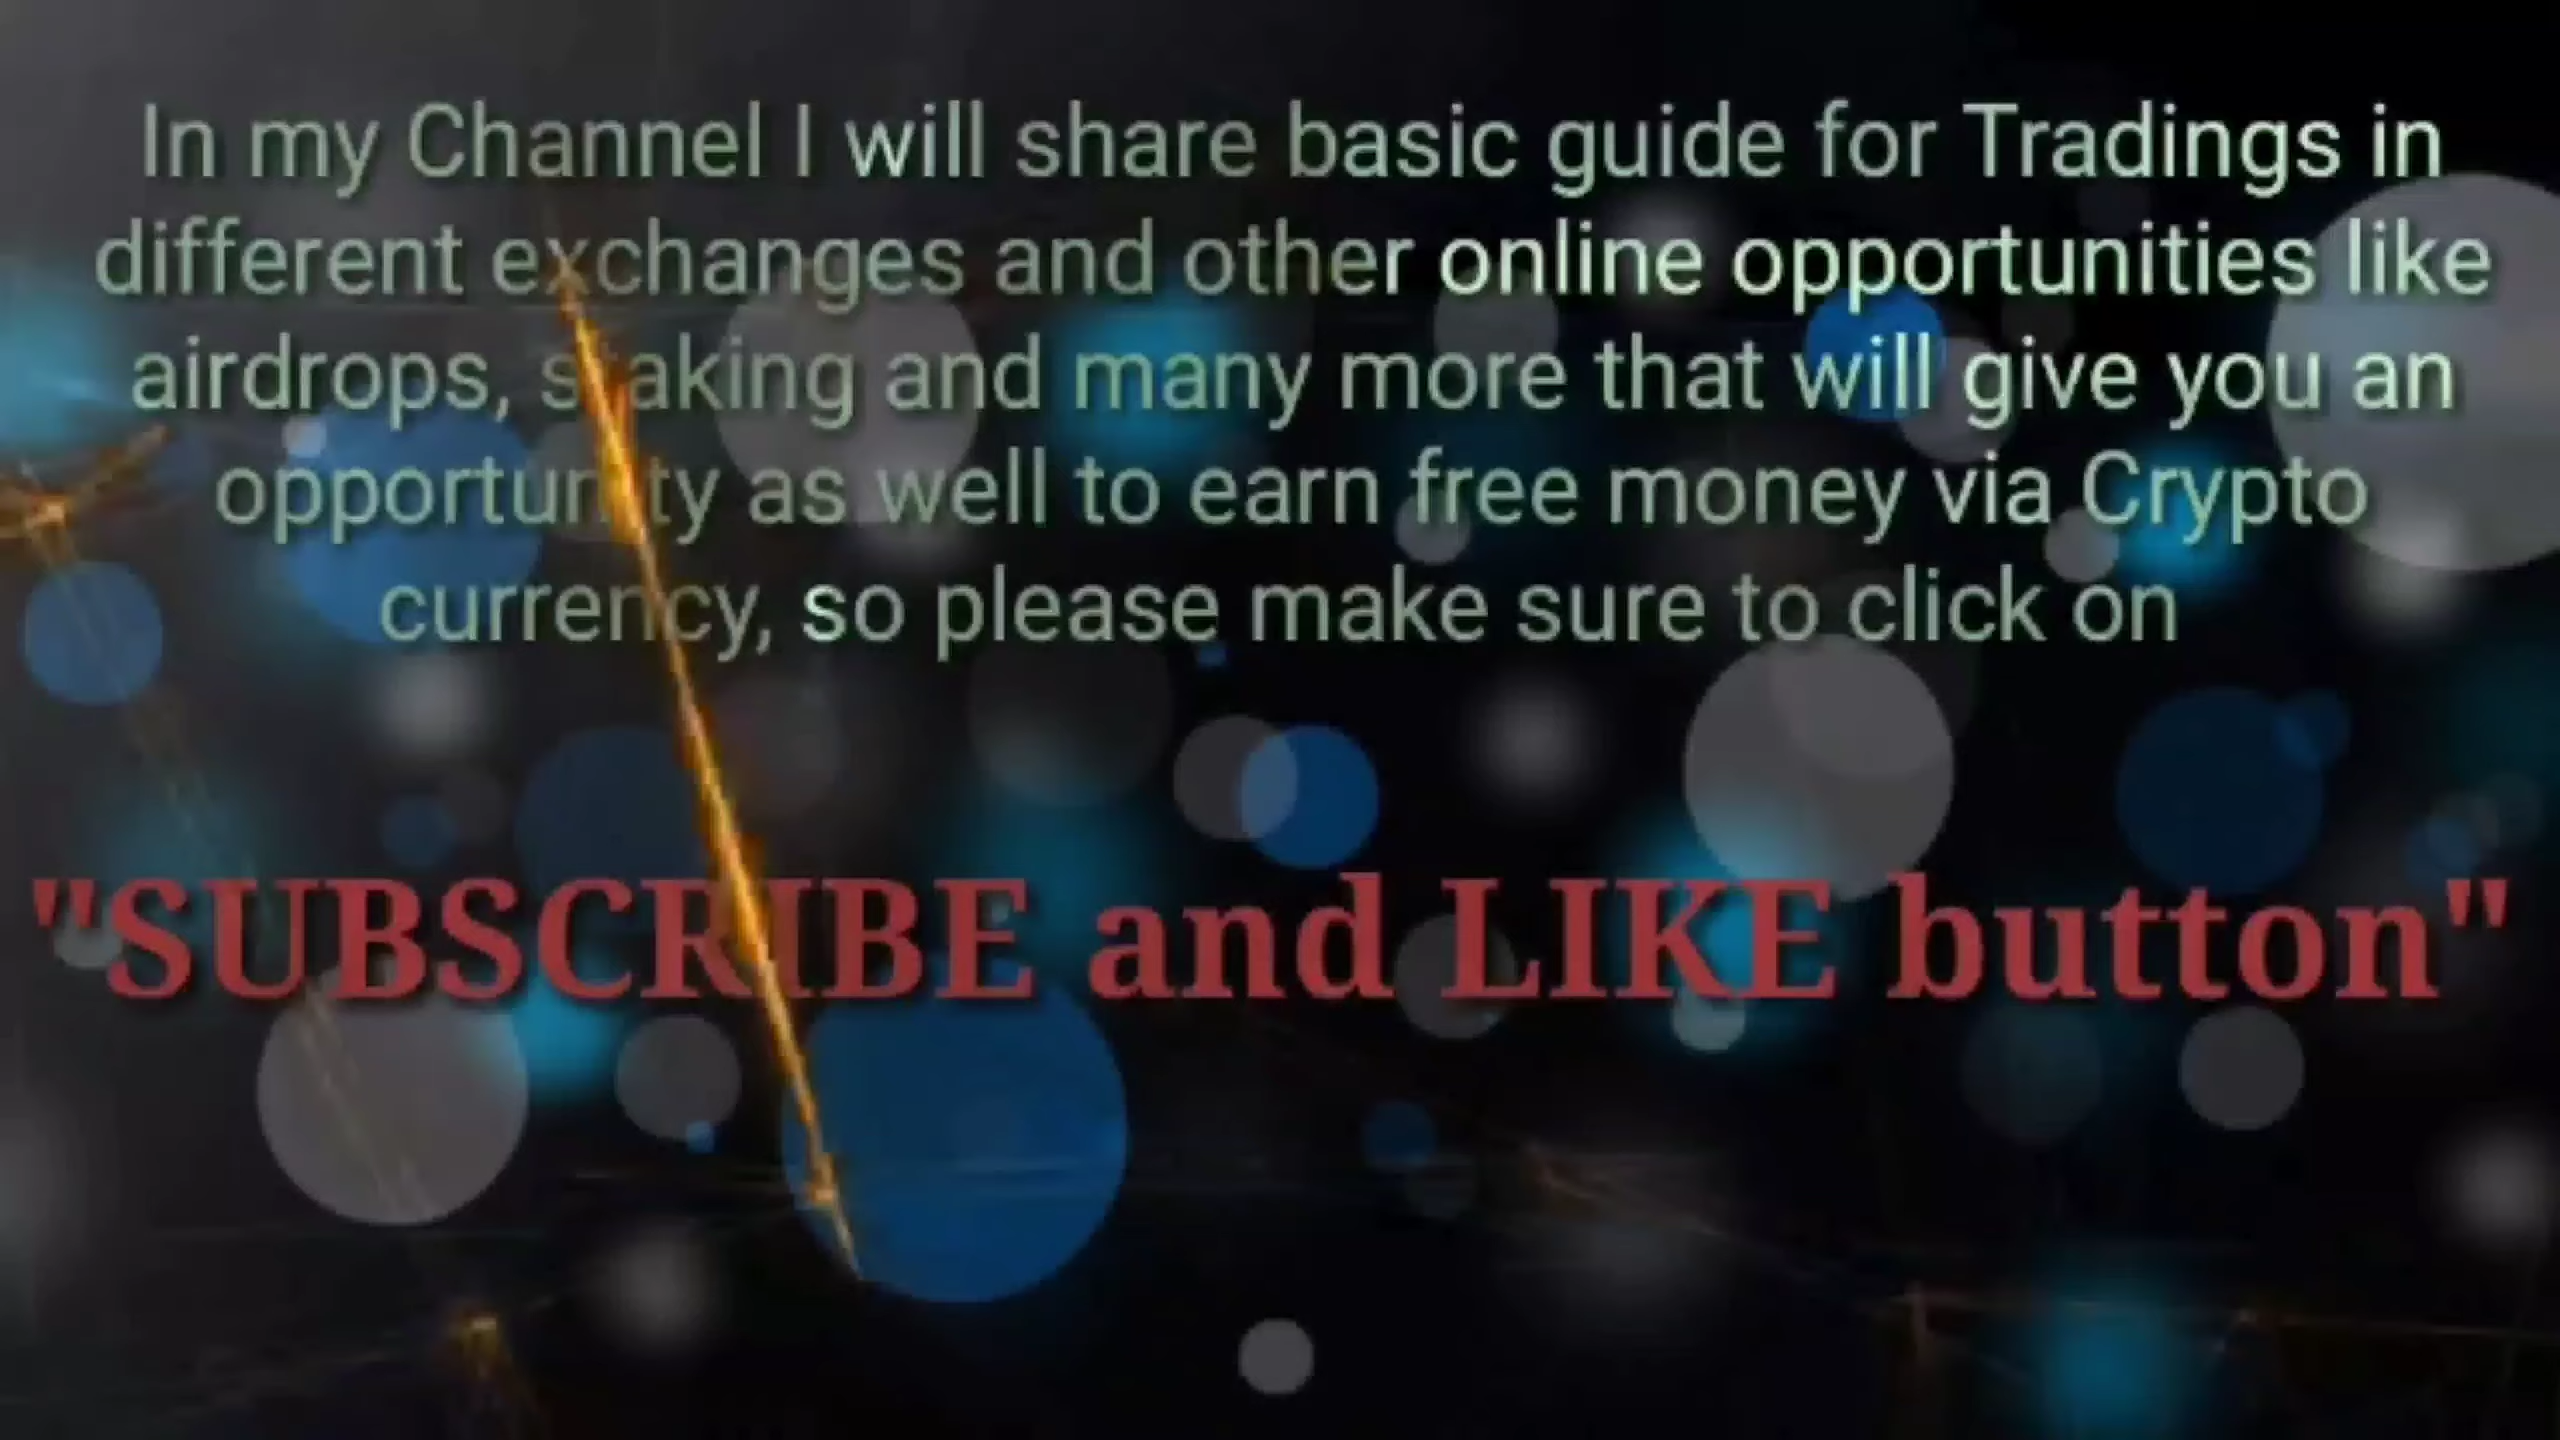 In my Channel I will share basic guide for Tradings in
different exchanges and other online opportunities like
airdrops, staking and many more that will give you an
opportunity as well to earn free money via Crypto
currency, so please make sure to click on
"SUBSCRIBE and LIKE button"